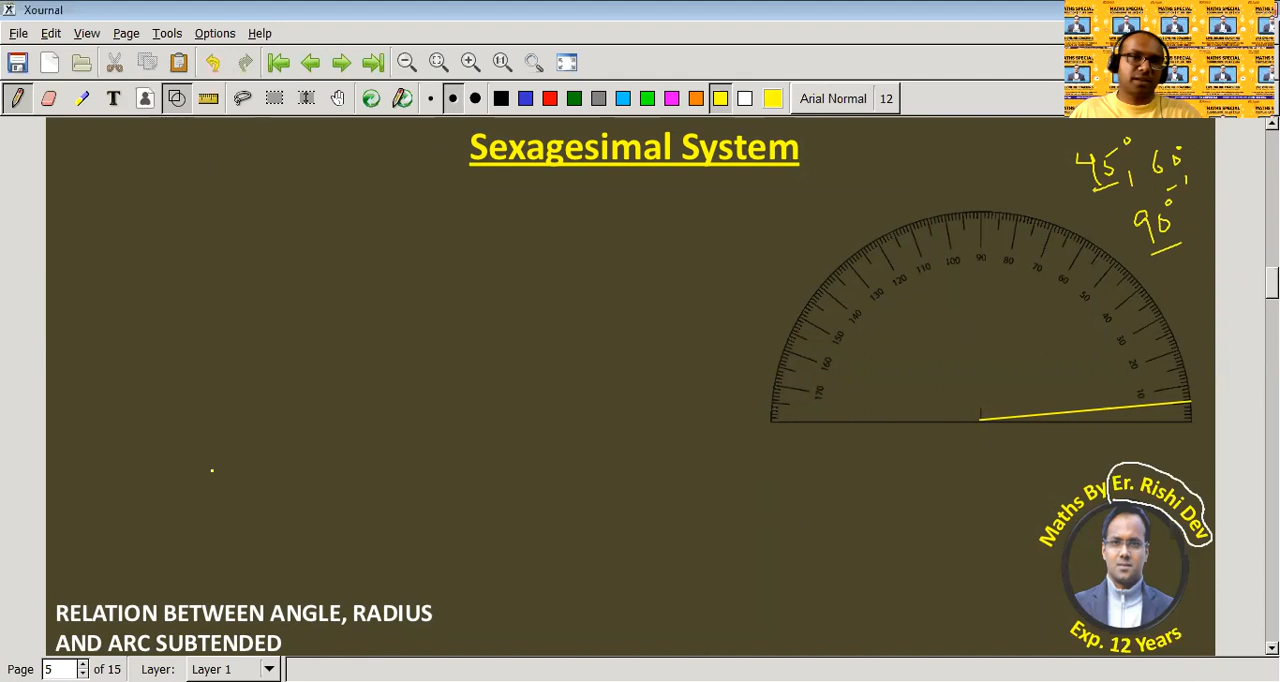 Xournal
File Edit View Page Tools Options Help
Arial Normal 12
Sexagesimal System
45°, 60°,
90°
170 160 150 140 130 120 110 100 90 80 70 60 50 40 30 20 10
Maths By Er. Rishi Dev
Exp. 12 Years
RELATION BETWEEN ANGLE, RADIUS
AND ARC SUBTENDED
Page 5 of 15 Layer: Layer 1